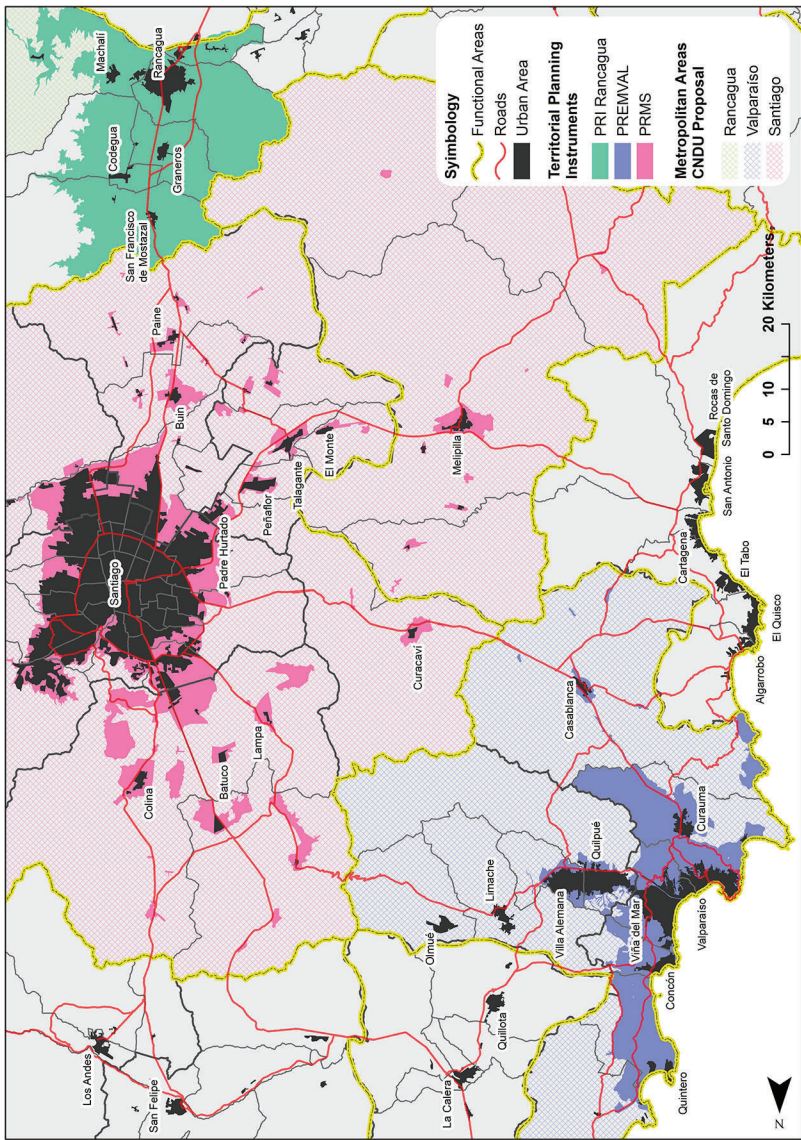 Machalí
Rancagua
Codegua
Graneros
San Francisco
de Mostazal
Paine
Buin
Talagante
El Monte
Peñaflor
Padre Hurtado
Santiago
Melipilla
Curacaví
Lampa
Batuco
Colina
Los Andes
San Felipe
La Calera
Quillota
Olmué
Limache
Villa Alemana
Quilpué
Viña del Mar
Valparaíso
Concón
Quintero
Curauma
Casablanca
Algarrobo
El Quisco
El Tabo
Cartagena
San Antonio
Rocas de
Santo Domingo
Syimbology
Functional Areas
Roads
Urban Area
Territorial Planning
Instruments
PRI Rancagua
PREMVAL
PRMS
Metropolitan Areas
CNDU Proposal
Rancagua
Valparaíso
Santiago
0 5 10 15 20 Kilometers
N